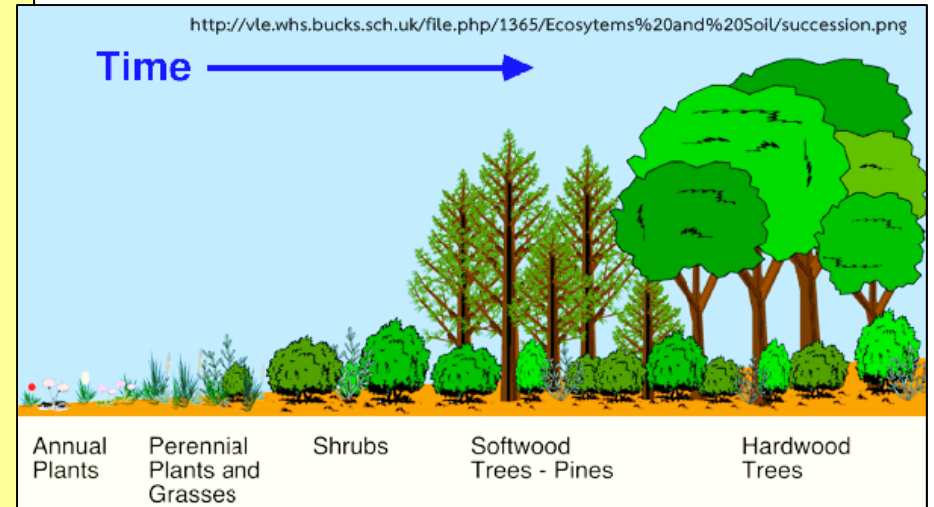 http://vle.whs.bucks.sch.uk/file.php/1365/Ecosytems%20and%20Soil/succession.png
Time
Annual
Plants
Perennial
Plants and
Grasses
Shrubs
Softwood
Trees - Pines
Hardwood
Trees